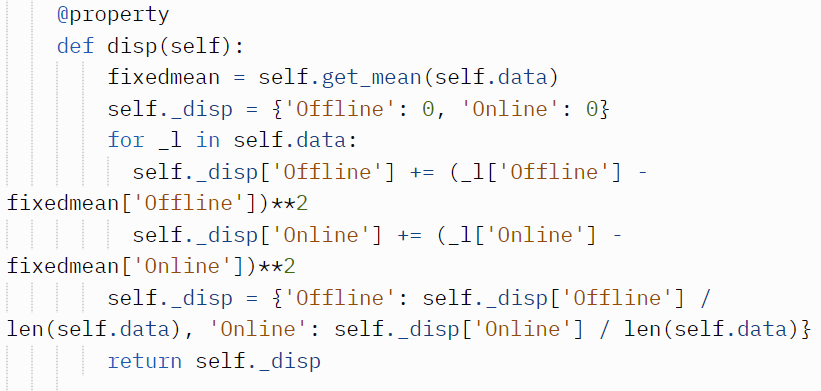 @property
def disp(self):
fixedmean = self.get_mean(self.data)
self._disp = {'Offline': 0, 'Online': 0}
for _l in self.data:
self._disp['Offline'] += (_l['Offline'] -
fixedmean['Offline'])**2
self._disp['Online'] += (_l['Online'] -
fixedmean['Online'])**2
self._disp = {'Offline': self._disp['Offline'] /
len(self.data), 'Online': self._disp['Online'] / len(self.data)}
return self._disp